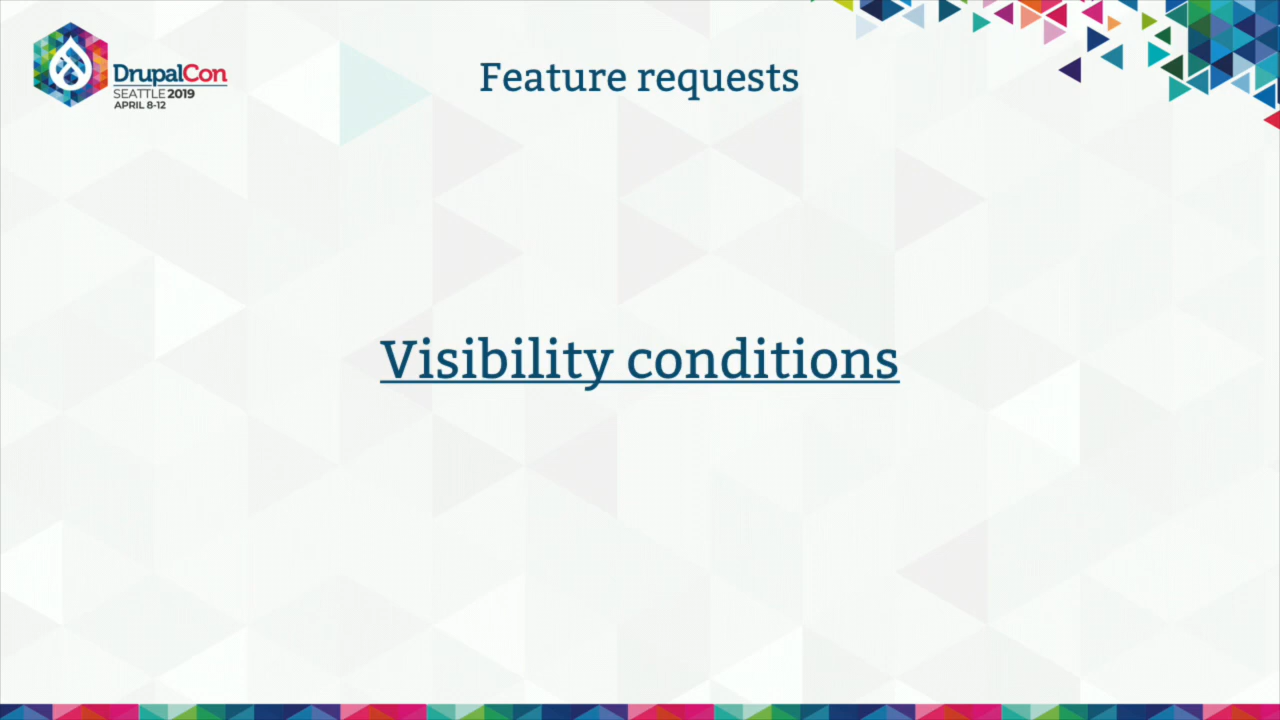 DrupalCon
SEATTLE 2019
APRIL 8-12
Feature requests
Visibility conditions